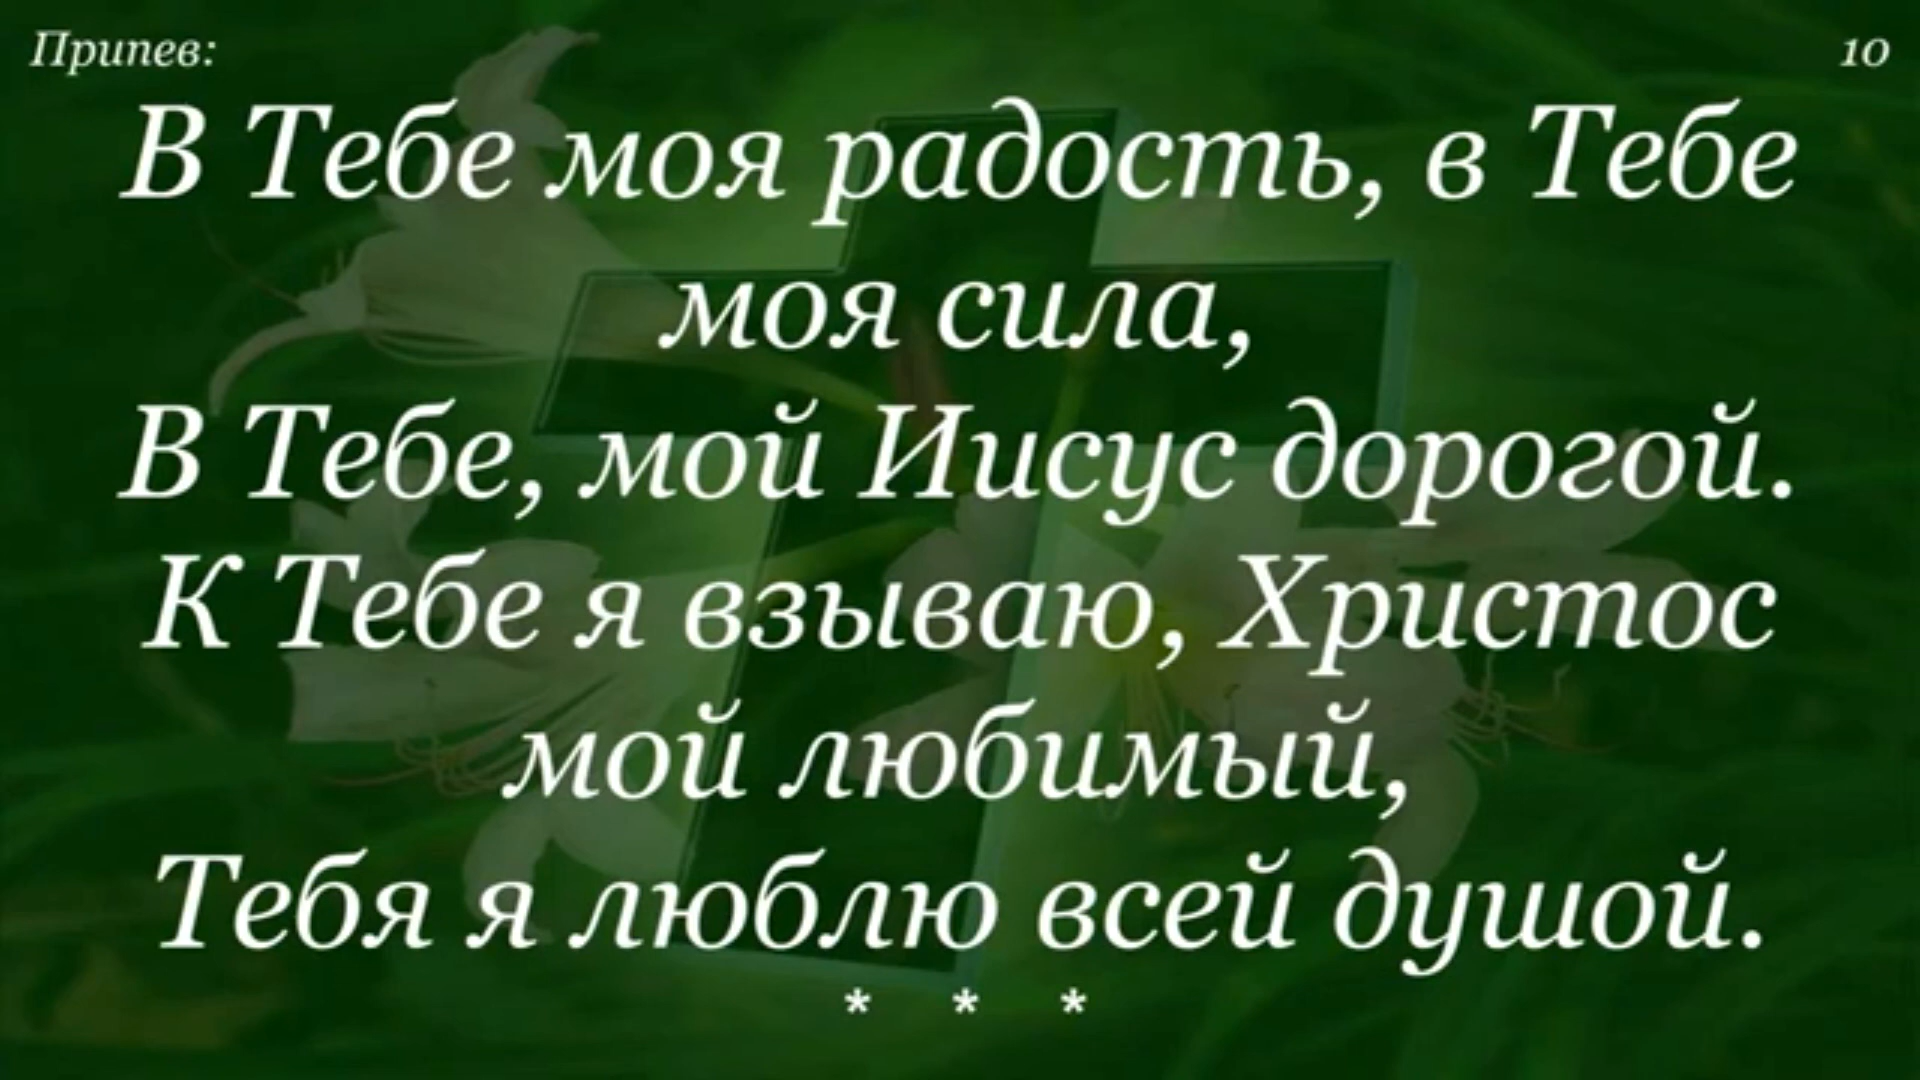 Припев:
10
В Тебе моя радость, в Тебе
моя сила,
В Тебе, мой Иисус дорогой.
К Тебе я взываю, Христос
мой любимый,
Тебя я люблю всей душой.
* * *